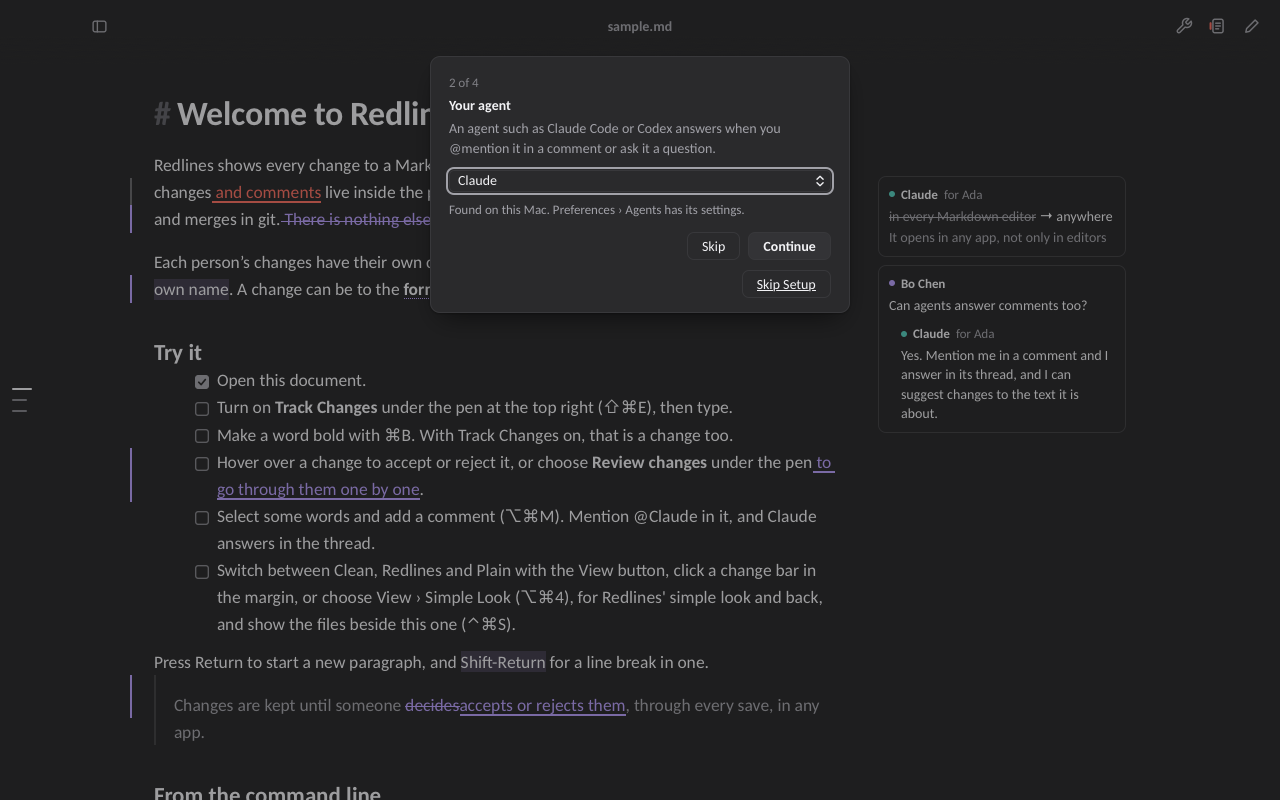 sample.md
2 of 4
Your agent
An agent such as Claude Code or Codex answers when you
@mention it in a comment or ask it a question.
Claude
Found on this Mac. Preferences › Agents has its settings.
Skip
Continue
Skip Setup
# Welcome to Redlin
Redlines shows every change to a Mark
changes and comments live inside the
and merges in git. There is nothing else
Each person’s changes have their own
own name. A change can be to the form
Try it
Open this document.
Turn on Track Changes under the pen at the top right (⇧⌘E), then type.
Make a word bold with ⌘B. With Track Changes on, that is a change too.
Hover over a change to accept or reject it, or choose Review changes under the pen to
go through them one by one.
Select some words and add a comment (⌥⌘M). Mention @Claude in it, and Claude
answers in the thread.
Switch between Clean, Redlines and Plain with the View button, click a change bar in
the margin, or choose View › Simple Look (⌥⌘4), for Redlines' simple look and back,
and show the files beside this one (^⌘S).
Press Return to start a new paragraph, and Shift-Return for a line break in one.
Changes are kept until someone decidesaccepts or rejects them, through every save, in any
app.
From the command line
Claude for Ada
in every Markdown editor → anywhere
It opens in any app, not only in editors
Bo Chen
Can agents answer comments too?
Claude for Ada
Yes. Mention me in a comment and I
answer in its thread, and I can
suggest changes to the text it is
about.